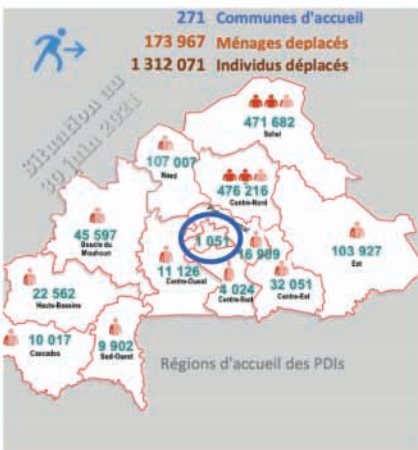 271 Communes d'accueil
173 967 Ménages deplacés
1 312 071 Individus déplacés
Situation au
30 juin 2021
471 682
Sahel
107 007
Nord
476 216
Centre-Nord
45 597
Boucle du
Mouhoun
1 051
16 909
103 927
Est
11 126
Centre-Ouest
4 024
Centre-Sud
32 051
Centre-Est
22 562
Hauts-Bassins
10 017
Cascades
9 902
Sud-Ouest
Régions d'accueil des PDIs